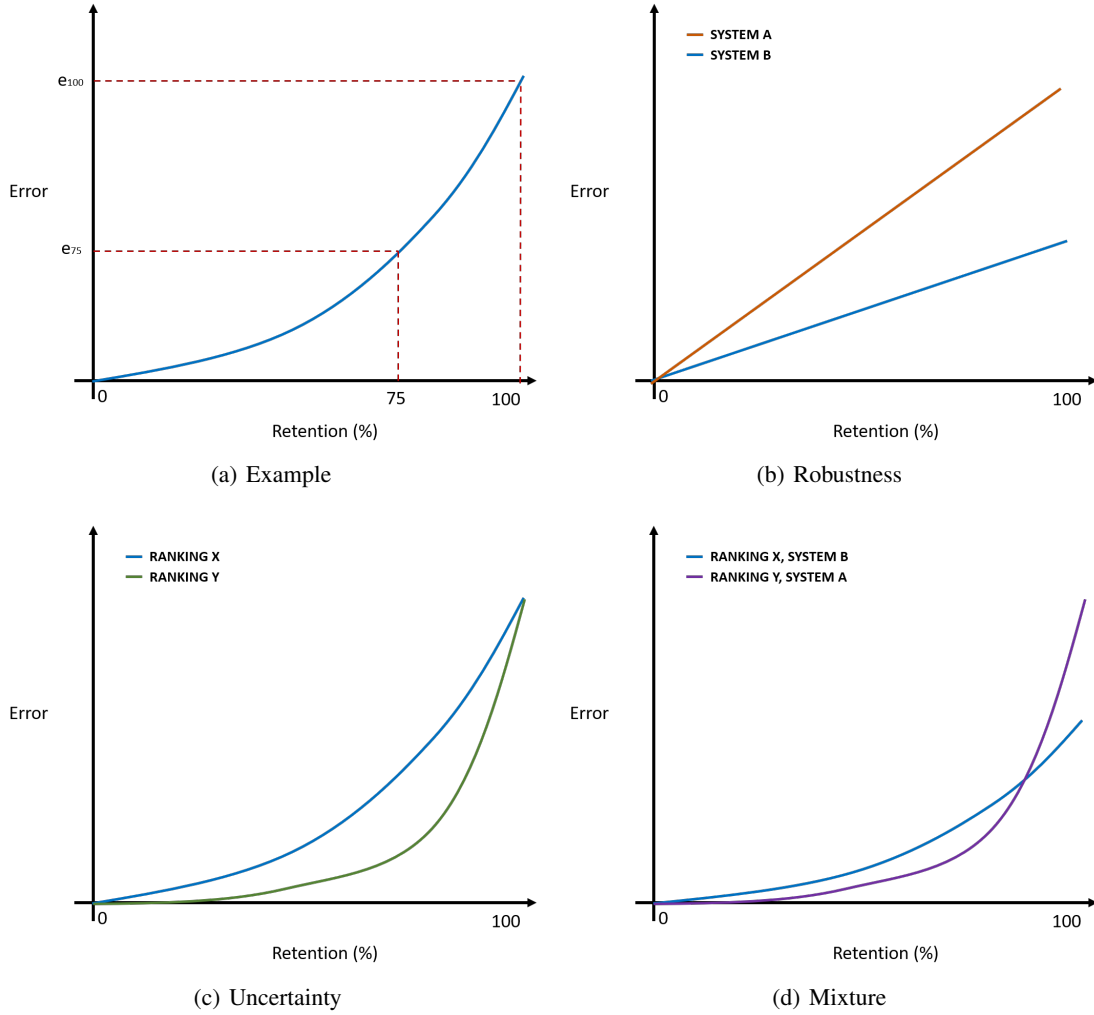 e100
Error
e75
0
75
100
Retention (%)
(a) Example
SYSTEM A
SYSTEM B
Error
0
100
Retention (%)
(b) Robustness
RANKING X
RANKING Y
Error
0
100
Retention (%)
(c) Uncertainty
RANKING X, SYSTEM B
RANKING Y, SYSTEM A
Error
0
100
Retention (%)
(d) Mixture